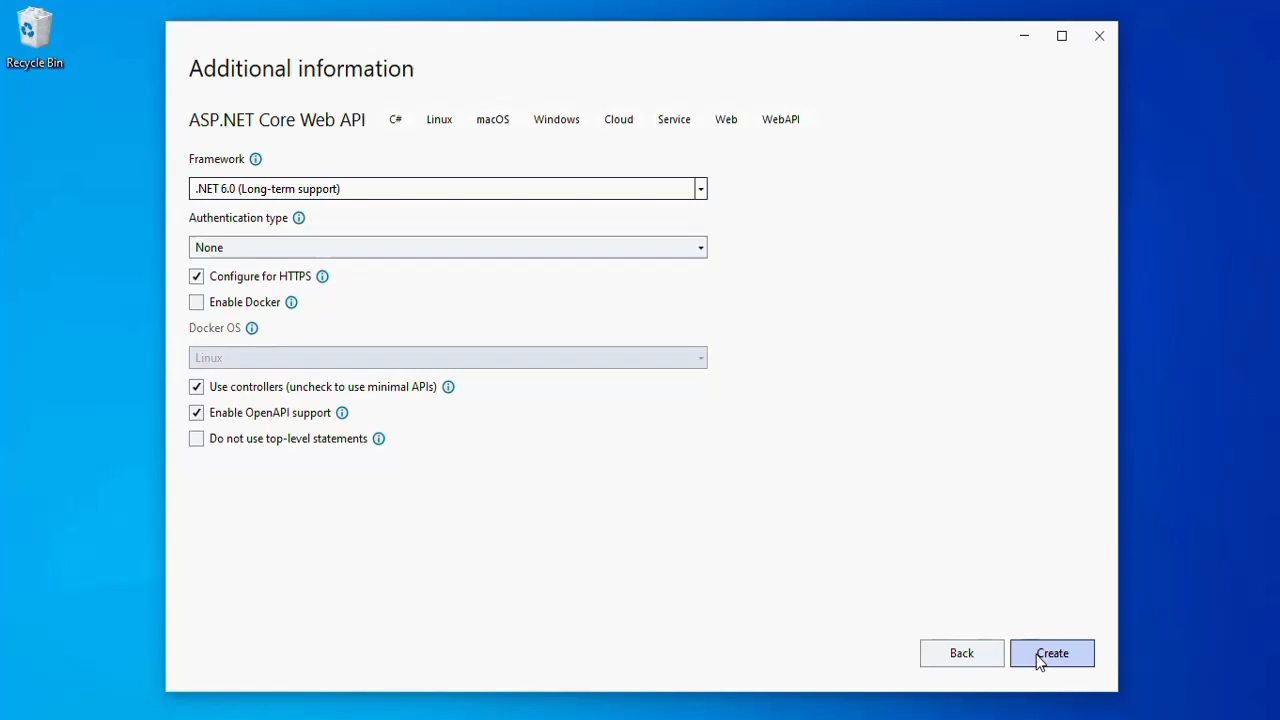 Recycle Bin
Additional information
ASP.NET Core Web API C# Linux macOS Windows Cloud Service Web WebAPI
Framework
.NET 6.0 (Long-term support)
Authentication type
None
Configure for HTTPS
Enable Docker
Docker OS
Linux
Use controllers (uncheck to use minimal APIs)
Enable OpenAPI support
Do not use top-level statements
Back Create